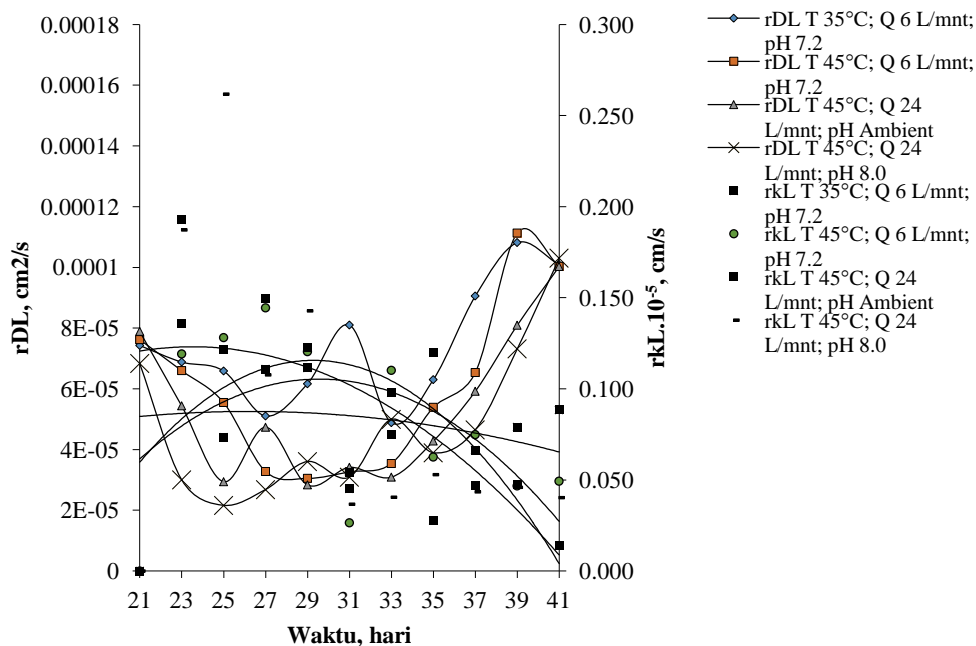 0.00018
0.00016
0.00014
0.00012
0.0001
8E-05
6E-05
4E-05
2E-05
0
rDL, cm2/s
21 23 25 27 29 31 33 35 37 39 41
Waktu, hari
0.300
0.250
0.200
0.150
0.100
0.050
0.000
rkL.10-5, cm/s
rDL T 35°C; Q 6 L/mnt;
pH 7.2
rDL T 45°C; Q 6 L/mnt;
pH 7.2
rDL T 45°C; Q 24
L/mnt; pH Ambient
rDL T 45°C; Q 24
L/mnt; pH 8.0
rkL T 35°C; Q 6 L/mnt;
pH 7.2
rkL T 45°C; Q 6 L/mnt;
pH 7.2
rkL T 45°C; Q 24
L/mnt; pH Ambient
rkL T 45°C; Q 24
L/mnt; pH 8.0